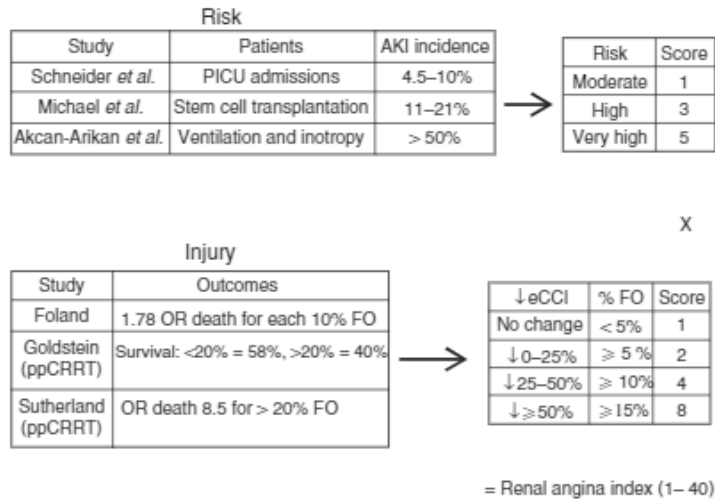 Risk
Study Patients AKI incidence
Schneider et al. PICU admissions 4.5–10%
Michael et al. Stem cell transplantation 11–21%
Akcan-Arikan et al. Ventilation and inotropy > 50%
Risk Score
Moderate 1
High 3
Very high 5
X
Injury
Study Outcomes
Foland 1.78 OR death for each 10% FO
Goldstein (ppCRRT) Survival: <20% = 58%, >20% = 40%
Sutherland (ppCRRT) OR death 8.5 for > 20% FO
↓eCCl % FO Score
No change < 5% 1
↓0–25% ⩾ 5 % 2
↓25–50% ⩾ 10% 4
↓⩾50% ⩾15% 8
= Renal angina index (1– 40)